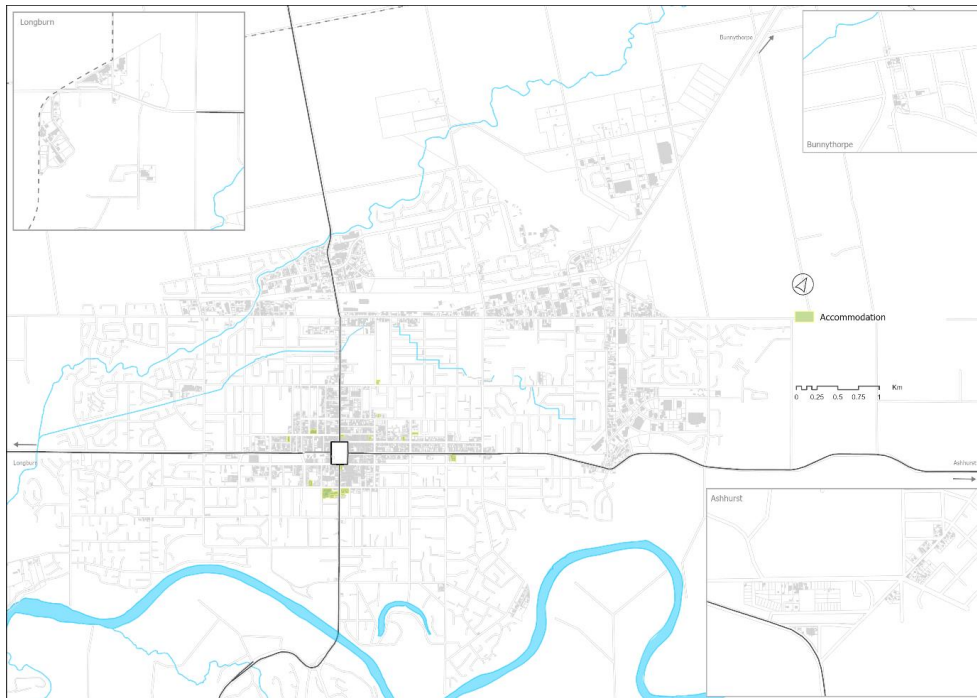 Longburn
Bunnythorpe
Bunnythorpe
Accommodation
Km
0 0.25 0.5 0.75 1
Longburn
Ashhurst
Ashhurst